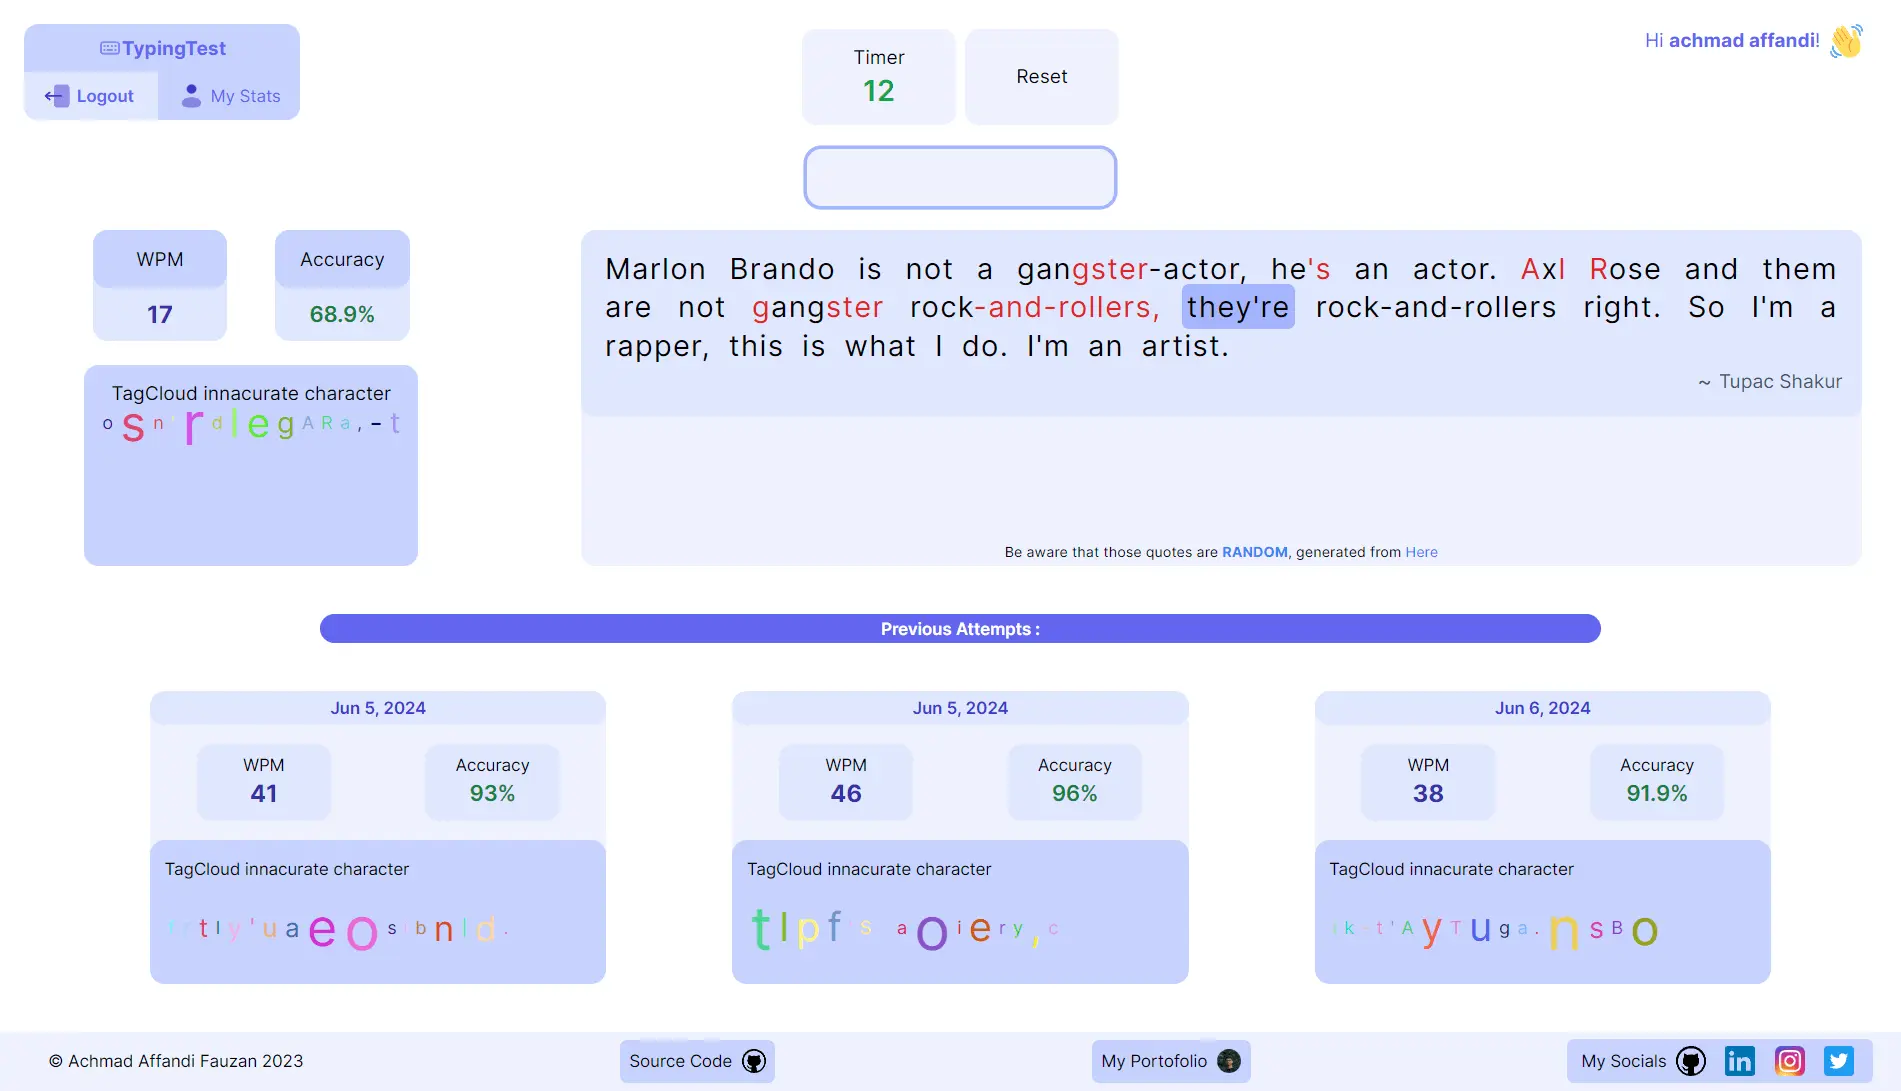 TypingTest
Logout
My Stats
Timer
12
Reset
Hi achmad affandi!
WPM
17
Accuracy
68.9%
TagCloud innacurate character
o s n ' r d l e g A R a , - t
Marlon Brando is not a gangster-actor, he's an actor. Axl Rose and them
are not gangster rock-and-rollers, they're rock-and-rollers right. So I'm a
rapper, this is what I do. I'm an artist.
~ Tupac Shakur
Be aware that those quotes are RANDOM, generated from Here
Previous Attempts :
Jun 5, 2024
WPM
41
Accuracy
93%
TagCloud innacurate character
r t l y ' u a e o s b n l d .
Jun 5, 2024
WPM
46
Accuracy
96%
TagCloud innacurate character
t l p f ' S a o i e r y , c
Jun 6, 2024
WPM
38
Accuracy
91.9%
TagCloud innacurate character
k t ' A y T u g a . n s B o
© Achmad Affandi Fauzan 2023
Source Code
My Portofolio
My Socials
in